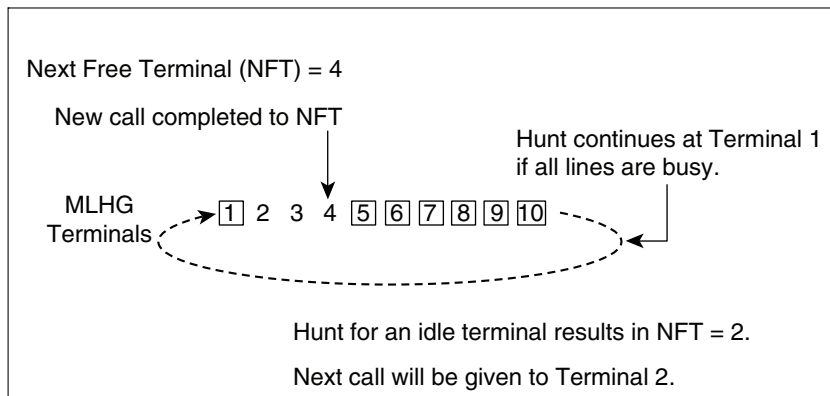 Next Free Terminal (NFT) = 4
New call completed to NFT
Hunt continues at Terminal 1
if all lines are busy.
MLHG
Terminals
1 2 3 4 5 6 7 8 9 10
Hunt for an idle terminal results in NFT = 2.
Next call will be given to Terminal 2.